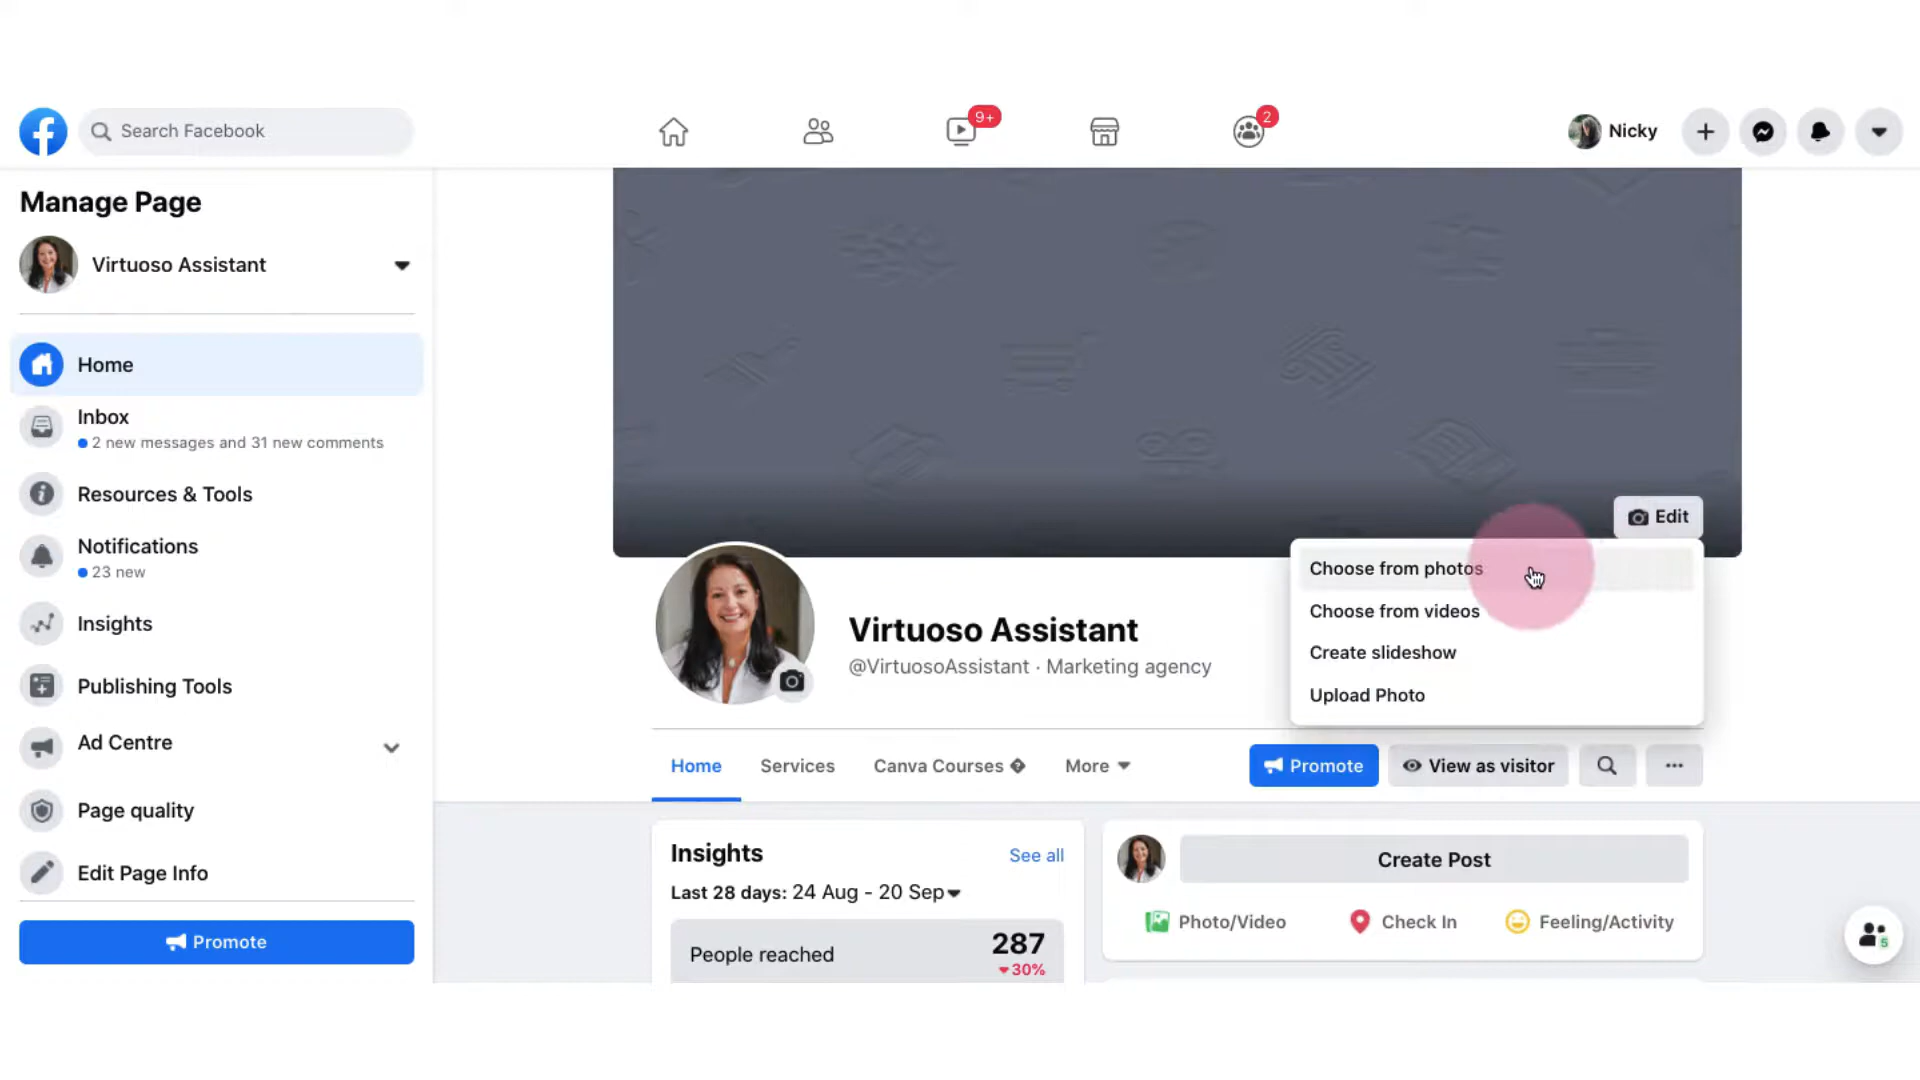 Search Facebook
9+
2
Nicky
Manage Page
Virtuoso Assistant
Home
Inbox
2 new messages and 31 new comments
Resources & Tools
Notifications
23 new
Insights
Publishing Tools
Ad Centre
Page quality
Edit Page Info
Promote
Edit
Choose from photos
Choose from videos
Create slideshow
Upload Photo
Virtuoso Assistant
@VirtuosoAssistant · Marketing agency
Home
Services
Canva Courses
More
Promote
View as visitor
Insights
See all
Last 28 days: 24 Aug - 20 Sep
People reached
287
30%
Create Post
Photo/Video
Check In
Feeling/Activity
5